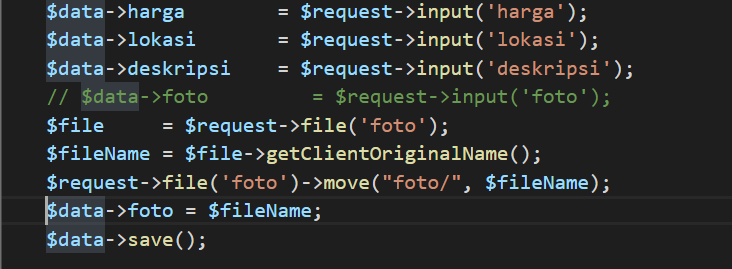 $data->harga = $request->input('harga');
$data->lokasi = $request->input('lokasi');
$data->deskripsi = $request->input('deskripsi');
// $data->foto = $request->input('foto');
$file = $request->file('foto');
$fileName = $file->getClientOriginalName();
$request->file('foto')->move("foto/", $fileName);
$data->foto = $fileName;
$data->save();